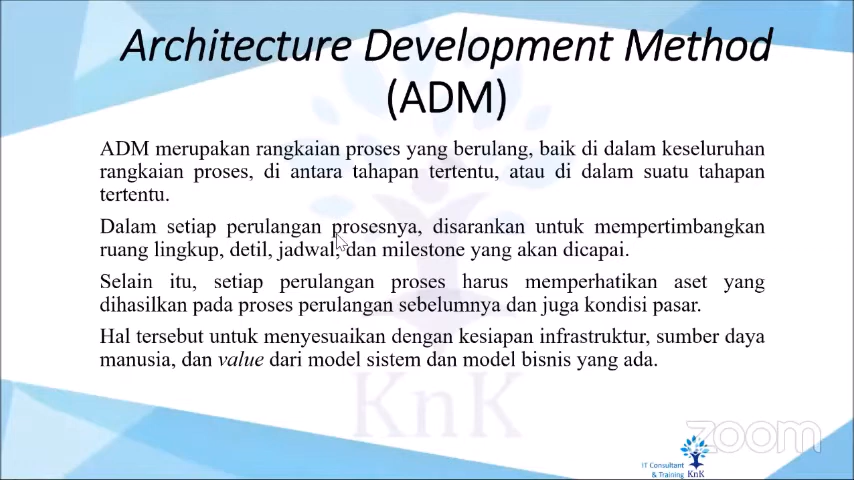 Architecture Development Method
(ADM)
ADM merupakan rangkaian proses yang berulang, baik di dalam keseluruhan
rangkaian proses, di antara tahapan tertentu, atau di dalam suatu tahapan
tertentu.
Dalam setiap perulangan prosesnya, disarankan untuk mempertimbangkan
ruang lingkup, detil, jadwal, dan milestone yang akan dicapai.
Selain itu, setiap perulangan proses harus memperhatikan aset yang
dihasilkan pada proses perulangan sebelumnya dan juga kondisi pasar.
Hal tersebut untuk menyesuaikan dengan kesiapan infrastruktur, sumber daya
manusia, dan value dari model sistem dan model bisnis yang ada.
KnK
zoom
IT Consultant
& Training KnK